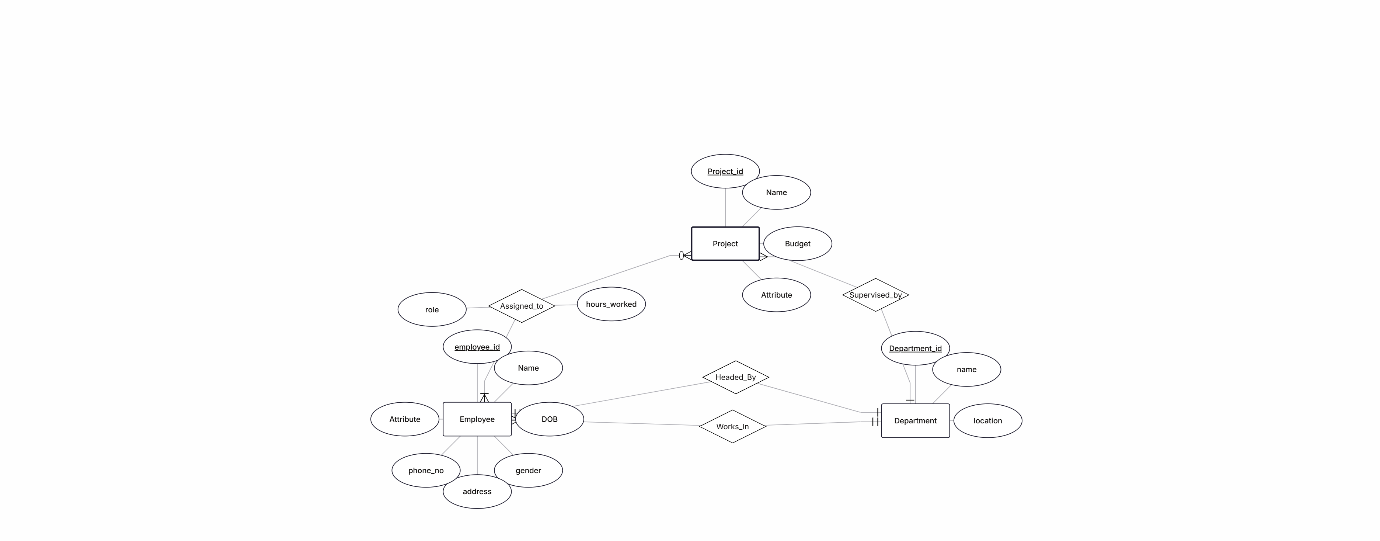 Project_id
Name
Project
Budget
Attribute
Supervised_by
Assigned_to
hours_worked
role
employee_id
Name
Department_id
name
Headed_By
Attribute
Employee
DOB
Works_In
Department
location
phone_no
gender
address